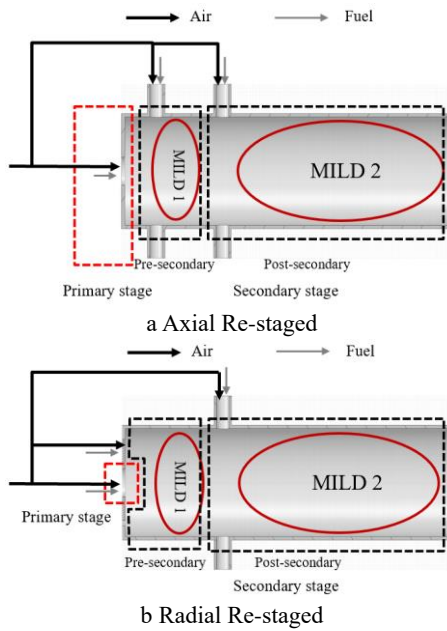 Air Fuel
MILD 1
MILD 2
Pre-secondary Post-secondary
Primary stage Secondary stage
a Axial Re-staged
Air Fuel
MILD 1
MILD 2
Primary stage
Pre-secondary Post-secondary
Secondary stage
b Radial Re-staged